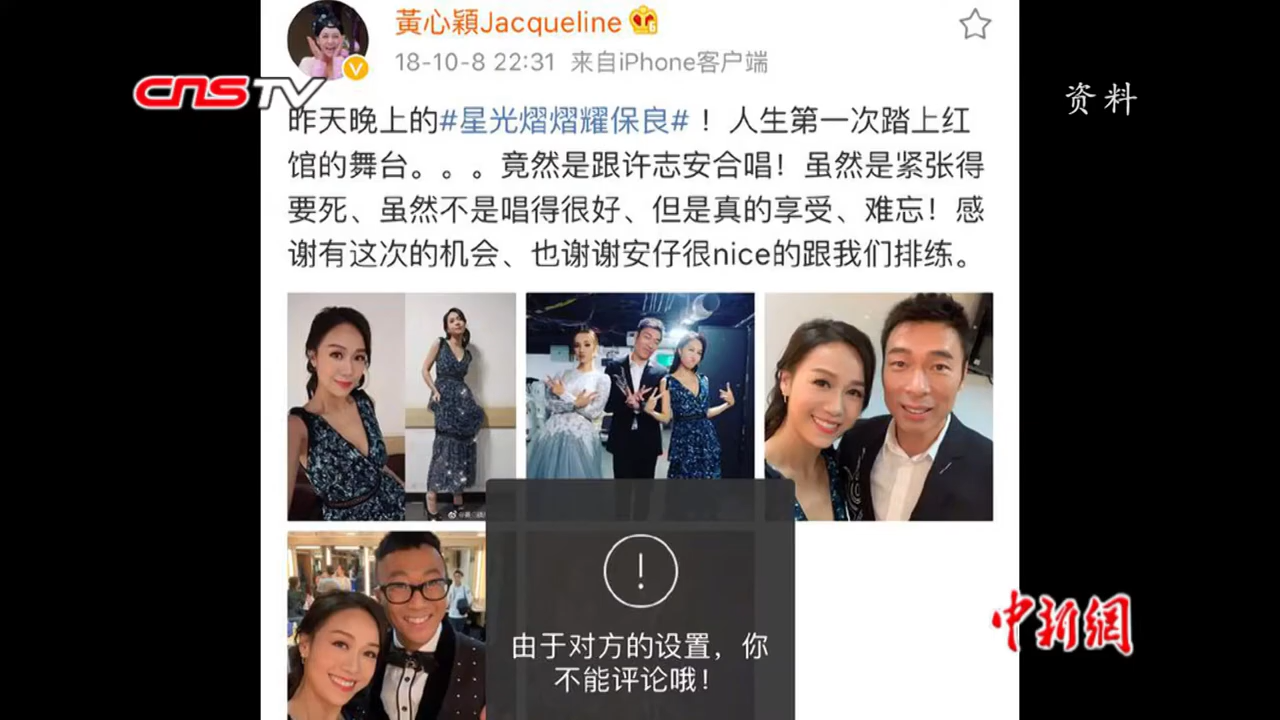 黃心穎Jacqueline
18-10-8 22:31 来自iPhone客户端
CNSTV
资料
昨天晚上的#星光熠熠耀保良#！人生第一次踏上红
馆的舞台。。。竟然是跟许志安合唱！虽然是紧张得
要死、虽然不是唱得很好、但是真的享受、难忘！感
谢有这次的机会、也谢谢安仔很nice的跟我们排练。
由于对方的设置，你
不能评论哦！
中新網